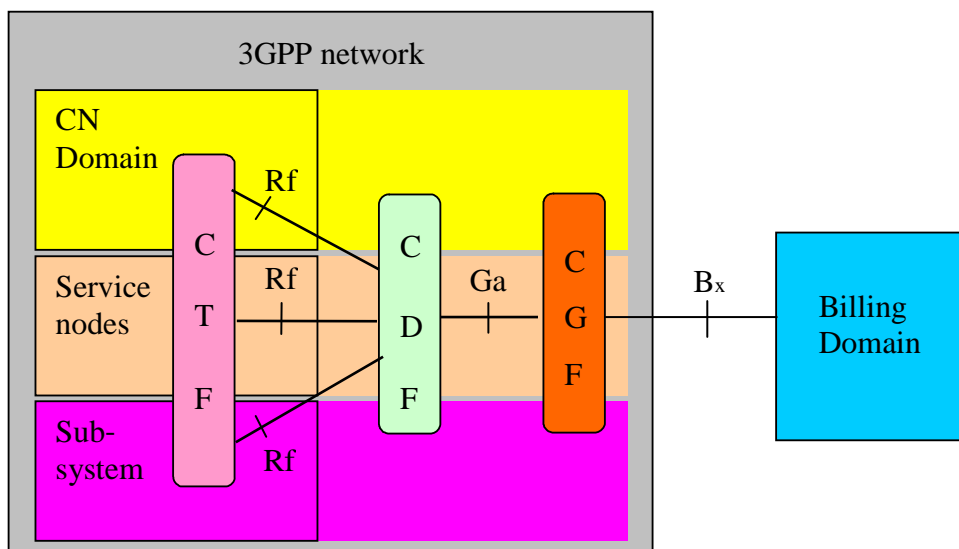 3GPP network
CN
Domain
Rf
C
T
F
Service
nodes
Rf
Sub-
system
Rf
C
D
F
Ga
C
G
F
Bx
Billing
Domain